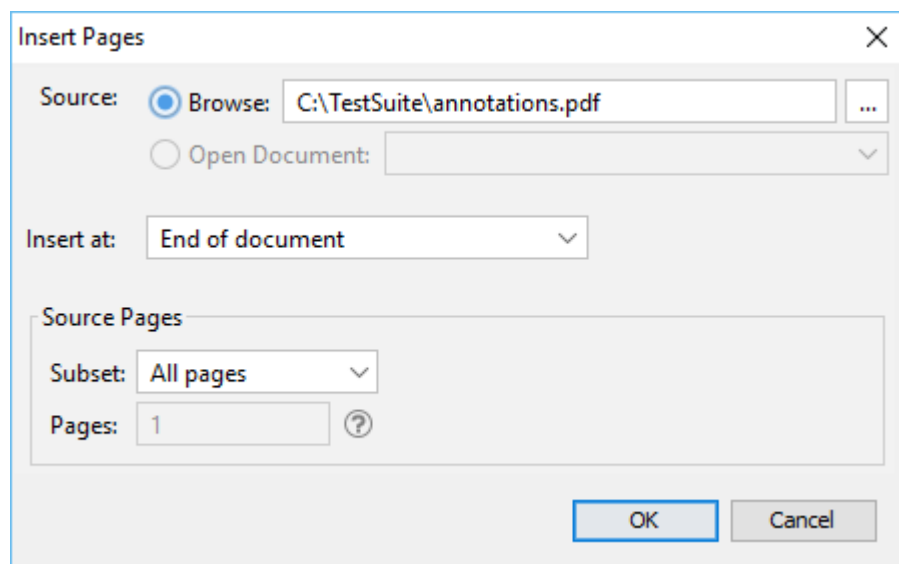 Insert Pages
Source: Browse: C:\TestSuite\annotations.pdf ...
Open Document:
Insert at: End of document
Source Pages
Subset: All pages
Pages: 1 ?
OK Cancel